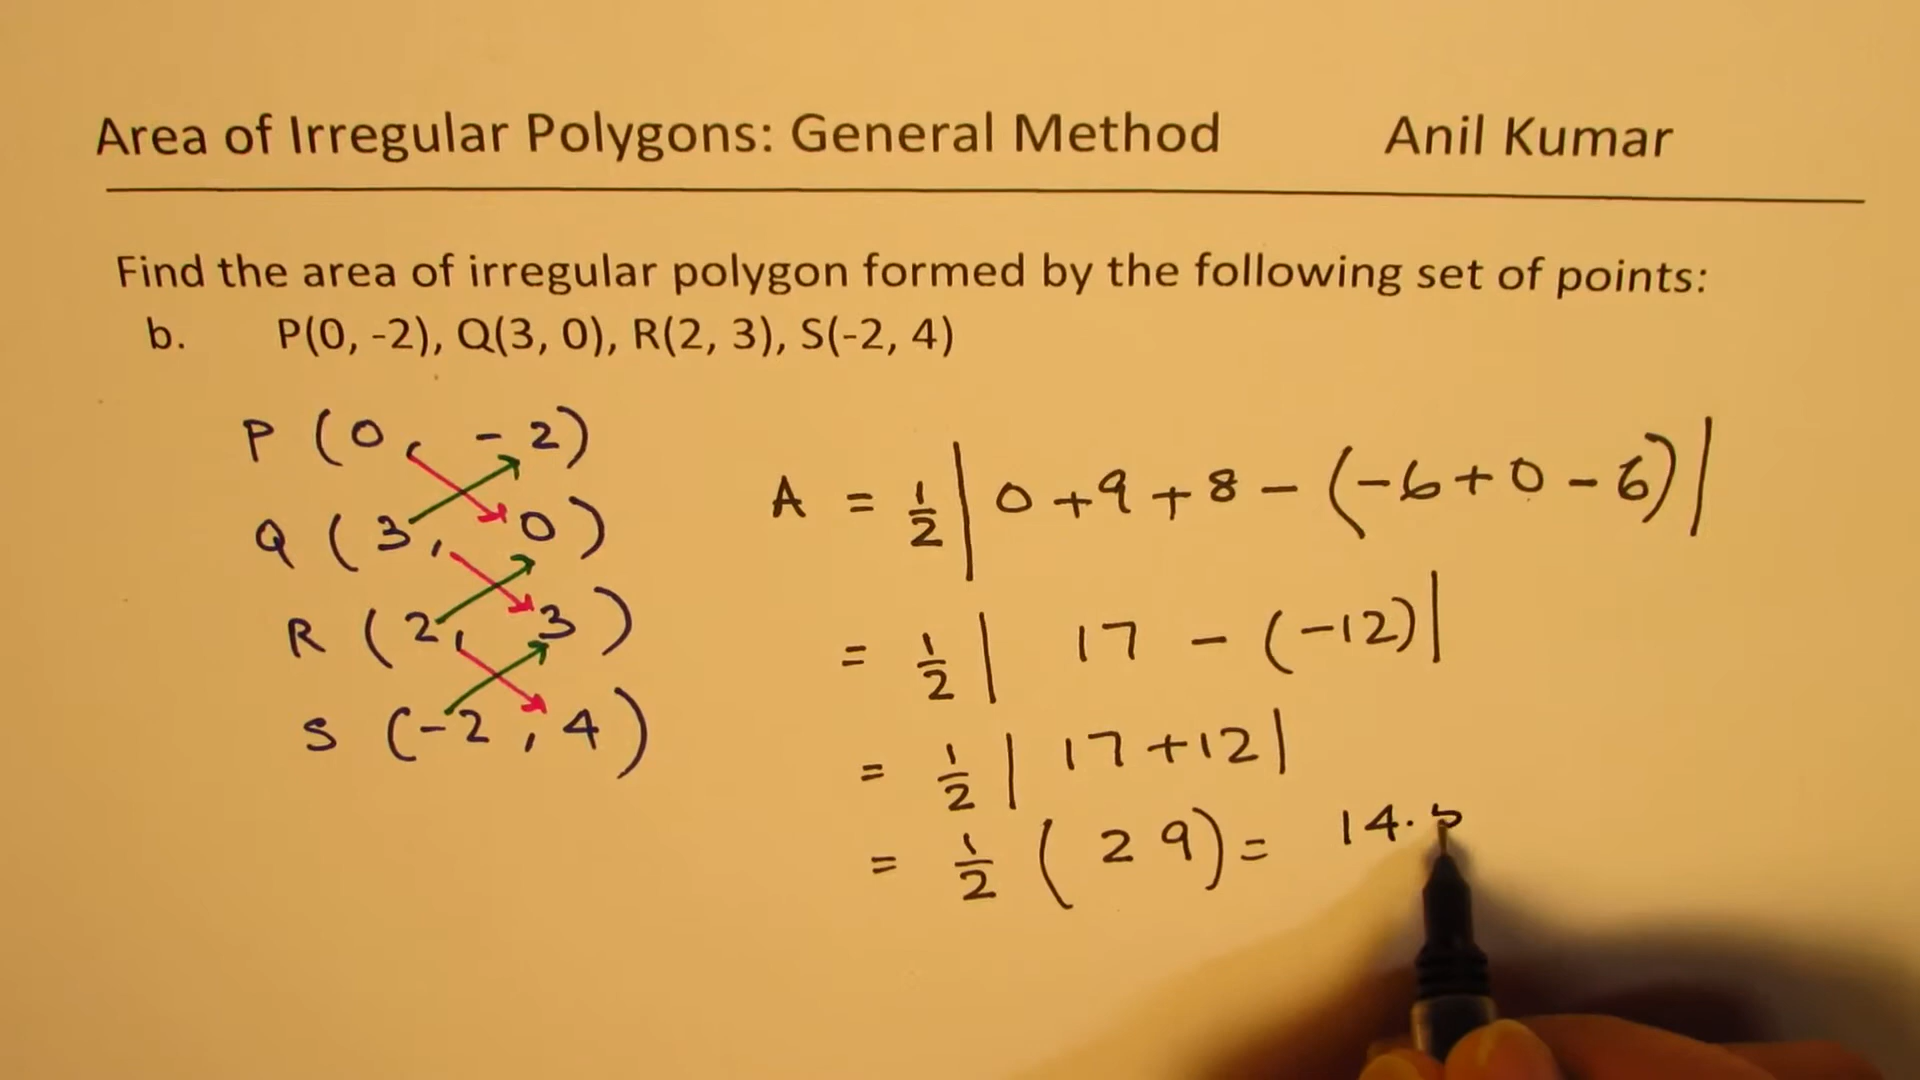 Area of Irregular Polygons: General Method Anil Kumar
Find the area of irregular polygon formed by the following set of points:
b. P(0, -2), Q(3, 0), R(2, 3), S(-2, 4)
P (0, -2)
Q (3, 0)
R (2, 3)
S (-2, 4)
A = 1/2 | 0 + 9 + 8 - (-6 + 0 - 6) |
= 1/2 | 17 - (-12) |
= 1/2 | 17 + 12 |
= 1/2 ( 29 ) = 14.5